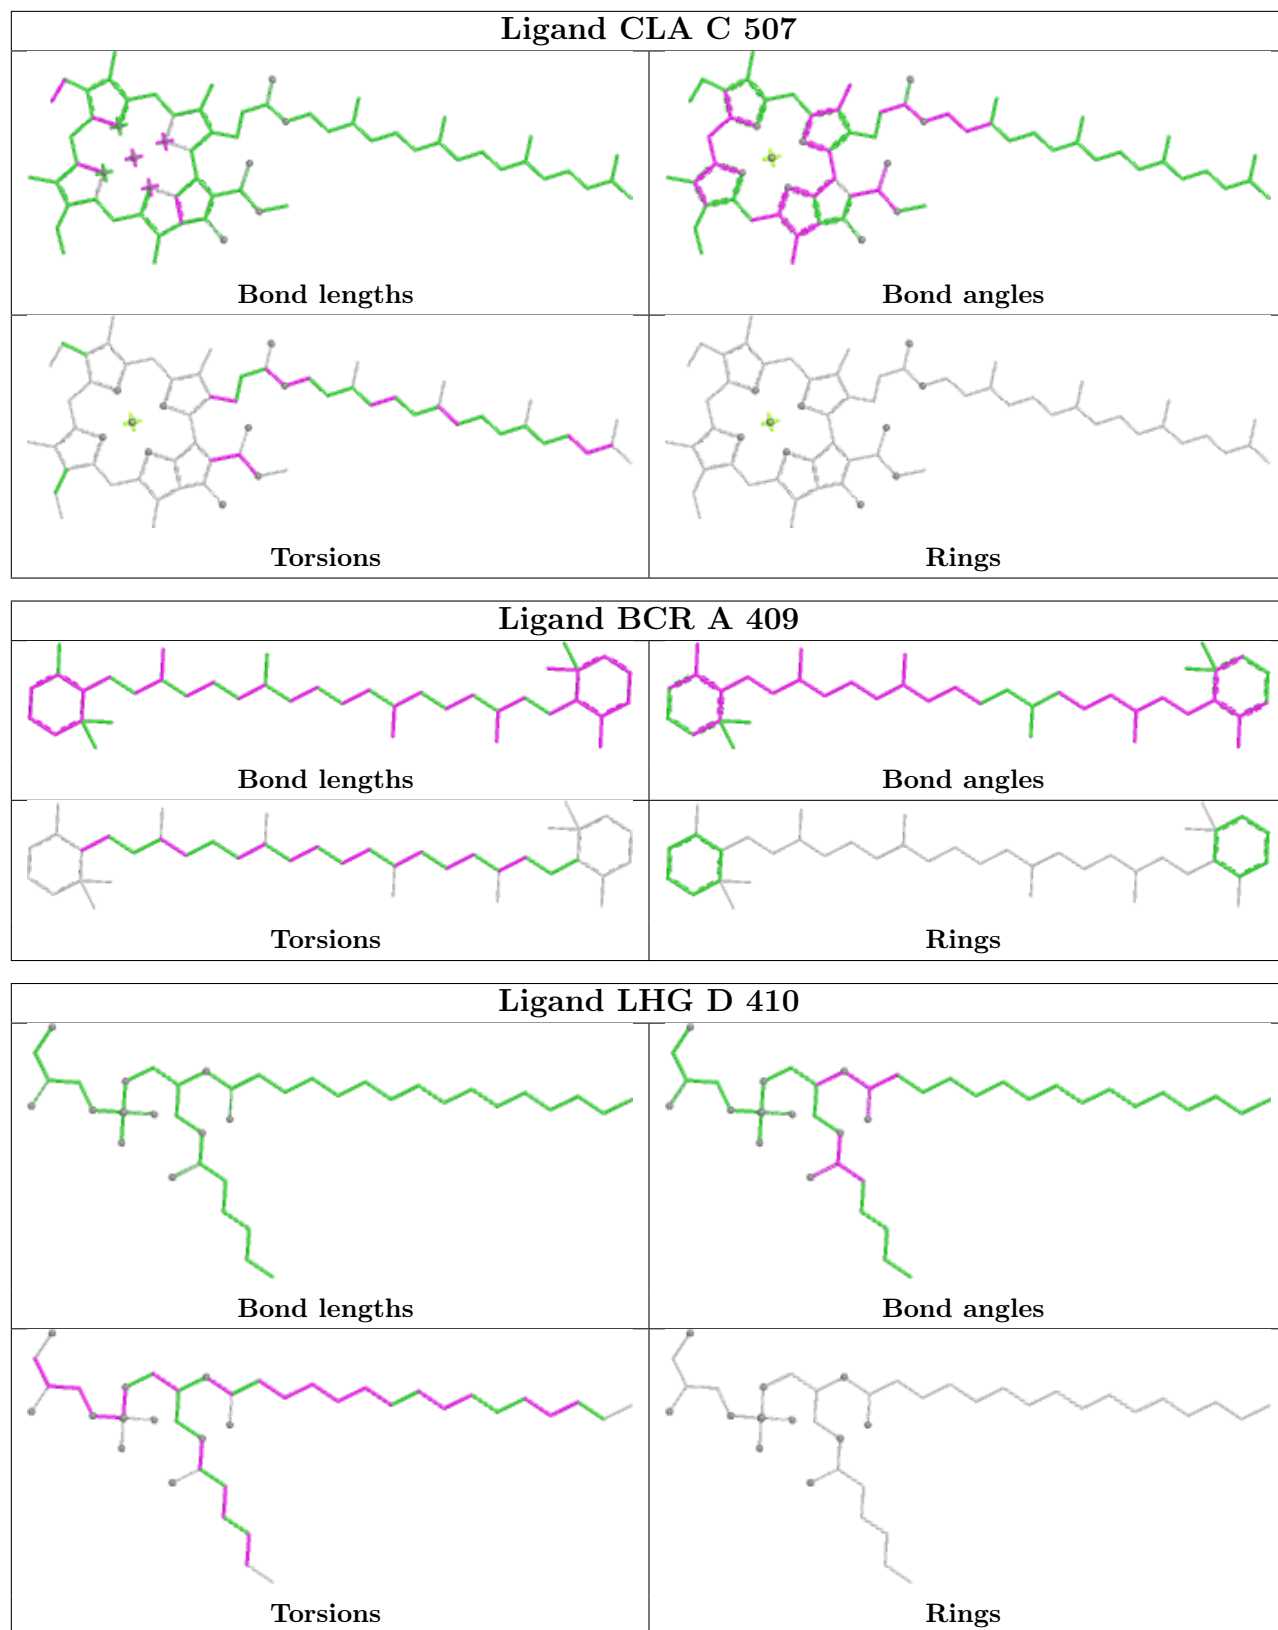 Ligand CLA C 507
Bond lengths
Bond angles
Torsions
Rings
Ligand BCR A 409
Bond lengths
Bond angles
Torsions
Rings
Ligand LHG D 410
Bond lengths
Bond angles
Torsions
Rings